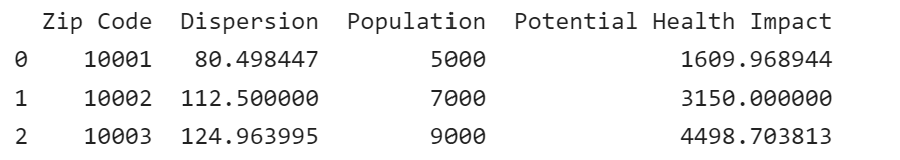 Zip Code Dispersion Population Potential Health Impact
0 10001 80.498447 5000 1609.968944
1 10002 112.500000 7000 3150.000000
2 10003 124.963995 9000 4498.703813